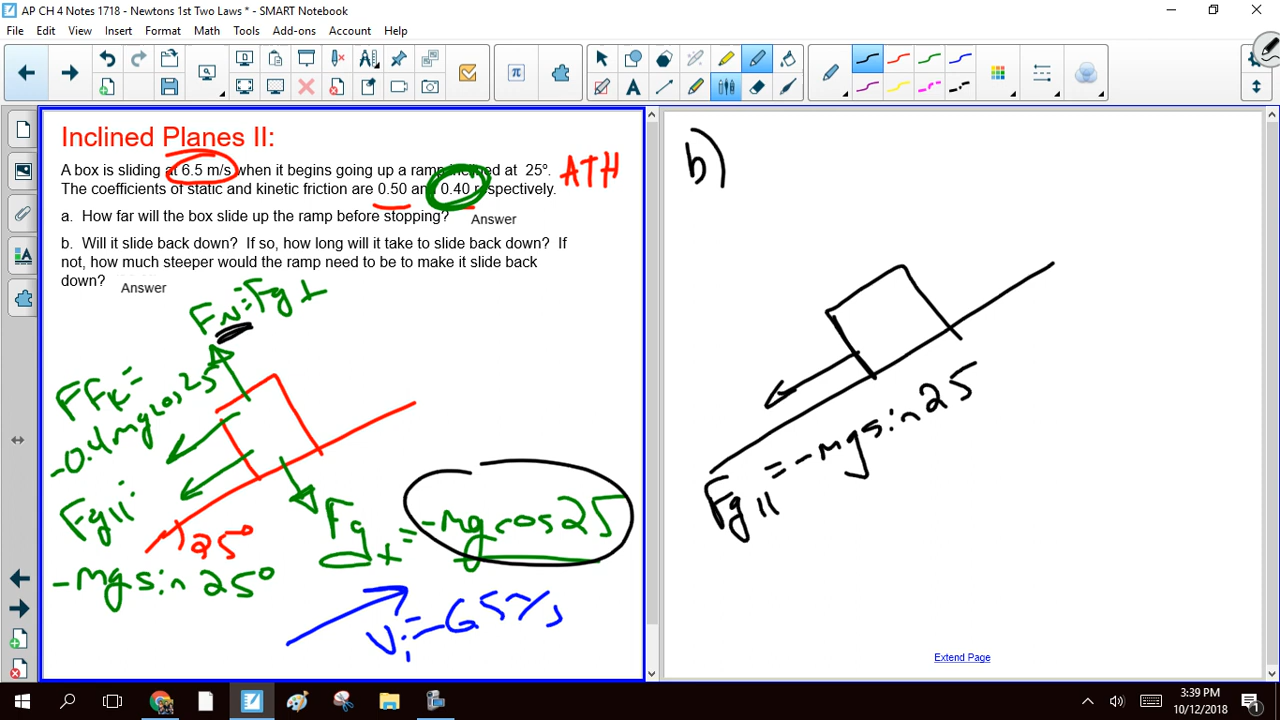 AP CH 4 Notes 1718 - Newtons 1st Two Laws * - SMART Notebook
File Edit View Insert Format Math Tools Add-ons Account Help
Inclined Planes II:
A box is sliding at 6.5 m/s when it begins going up a ramp inclined at 25º.
The coefficients of static and kinetic friction are 0.50 and 0.40 respectively.
ATH
a. How far will the box slide up the ramp before stopping?
Answer
b. Will it slide back down? If so, how long will it take to slide back down? If
not, how much steeper would the ramp need to be to make it slide back
down?
Answer
FN=Fg⊥
FFK=
-0.4mgcos25
Fg||=
-mgsin25°
25°
Fg⊥=-mgcos25
Vi=6.5m/s
b)
Fg||=-mgsin25
Extend Page
3:39 PM
10/12/2018